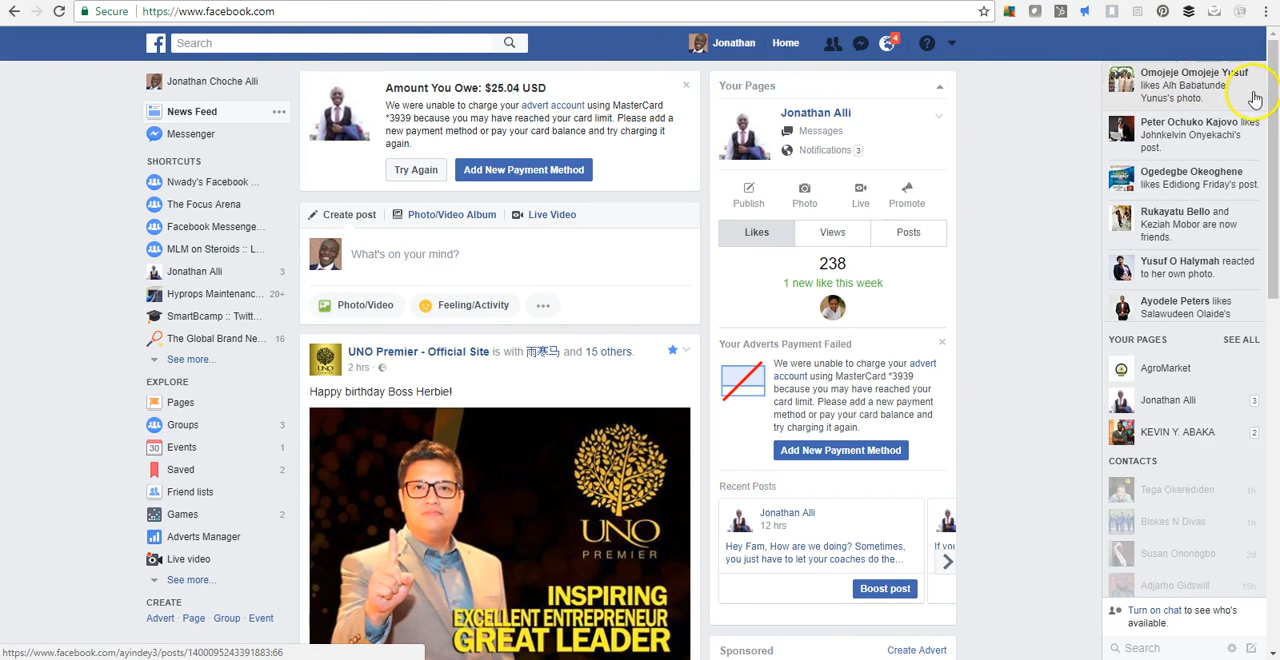 Secure
https://www.facebook.com
Search
Jonathan
Home
4
Jonathan Choche Alli
News Feed
Messenger
SHORTCUTS
Nwady's Facebook ...
The Focus Arena
Facebook Messenge...
MLM on Steroids :: L...
Jonathan Alli
3
Hyprops Maintenanc...
20+
SmartBcamp :: Twitt...
The Global Brand Ne...
16
See more...
EXPLORE
Pages
Groups
3
30
Events
1
Saved
2
Friend lists
Games
2
Adverts Manager
Live video
See more...
CREATE
Advert · Page · Group · Event
https://www.facebook.com/ayindey3/posts/1400095243391883:66
Amount You Owe: $25.04 USD
We were unable to charge your advert account using MasterCard
*3939 because you may have reached your card limit. Please add a
new payment method or pay your card balance and try charging it
again.
Try Again
Add New Payment Method
Create post
Photo/Video Album
Live Video
What's on your mind?
Photo/Video
Feeling/Activity
UNO Premier - Official Site is with 雨寒马 and 15 others.
2 hrs ·
Happy birthday Boss Herbie!
UNO
PREMIER
INSPIRING
EXCELLENT ENTREPRENEUR
GREAT LEADER
Your Pages
Jonathan Alli
Messages
Notifications 3
Publish
Photo
Live
Promote
Likes
Views
Posts
238
1 new like this week
Your Adverts Payment Failed
We were unable to charge your advert
account using MasterCard *3939
because you may have reached your
card limit. Please add a new payment
method or pay your card balance and
try charging it again.
Add New Payment Method
Recent Posts
Jonathan Alli
12 hrs
Hey Fam, How are we doing? Sometimes,
you just have to let your coaches do the...
Boost post
If yo
we n
Sponsored
Create Advert
Omojeje Omojeje Yusuf
likes Alh Babatunde
Yunus's photo.
Peter Ochuko Kajovo likes
Johnkelvin Onyekachi's
post.
Ogedegbe Okeoghene
likes Edidiong Friday's post.
Rukayatu Bello and
Keziah Mobor are now
friends.
Yusuf O Halymah reacted
to her own photo.
Ayodele Peters likes
Salawudeen Olaide's
YOUR PAGES
SEE ALL
AgroMarket
Jonathan Alli
3
KEVIN Y. ABAKA
2
CONTACTS
Tega Okerediden
1h
Blokes N Divas
1h
Susan Ononogbo
2d
Adjarho Gidswill
15h
Turn on chat to see who's
available.
Search